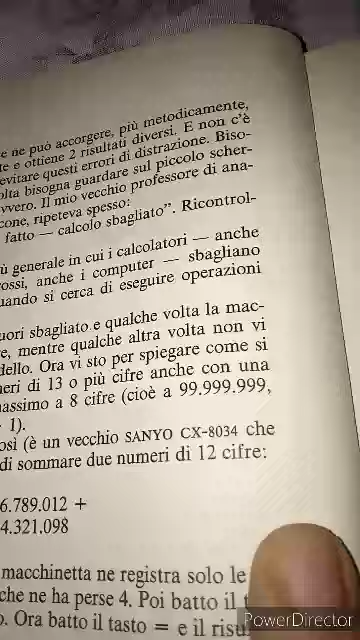 e ne può accorgere, più metodicamente,
te e ottiene 2 risultati diversi. E non c'è
evitare questi errori di distrazione. Biso-
olta bisogna guardare sul piccolo scher-
vvero. Il mio vecchio professore di ana-
cone, ripeteva spesso:
fatto — calcolo sbagliato". Ricontrol-
ù generale in cui i calcolatori — anche
ossi, anche i computer — sbagliano
uando si cerca di eseguire operazioni
uori sbagliato e qualche volta la mac-
e, mentre qualche altra volta non vi
dello. Ora vi sto per spiegare come si
neri di 13 o più cifre anche con una
assimo a 8 cifre (cioè a 99.999.999,
1).
osì (è un vecchio SANYO CX-8034 che
di sommare due numeri di 12 cifre:
6.789.012 +
4.321.098
macchinetta ne registra solo le
che ne ha perse 4. Poi batto il
o. Ora batto il tasto = e il risu
PowerDirector